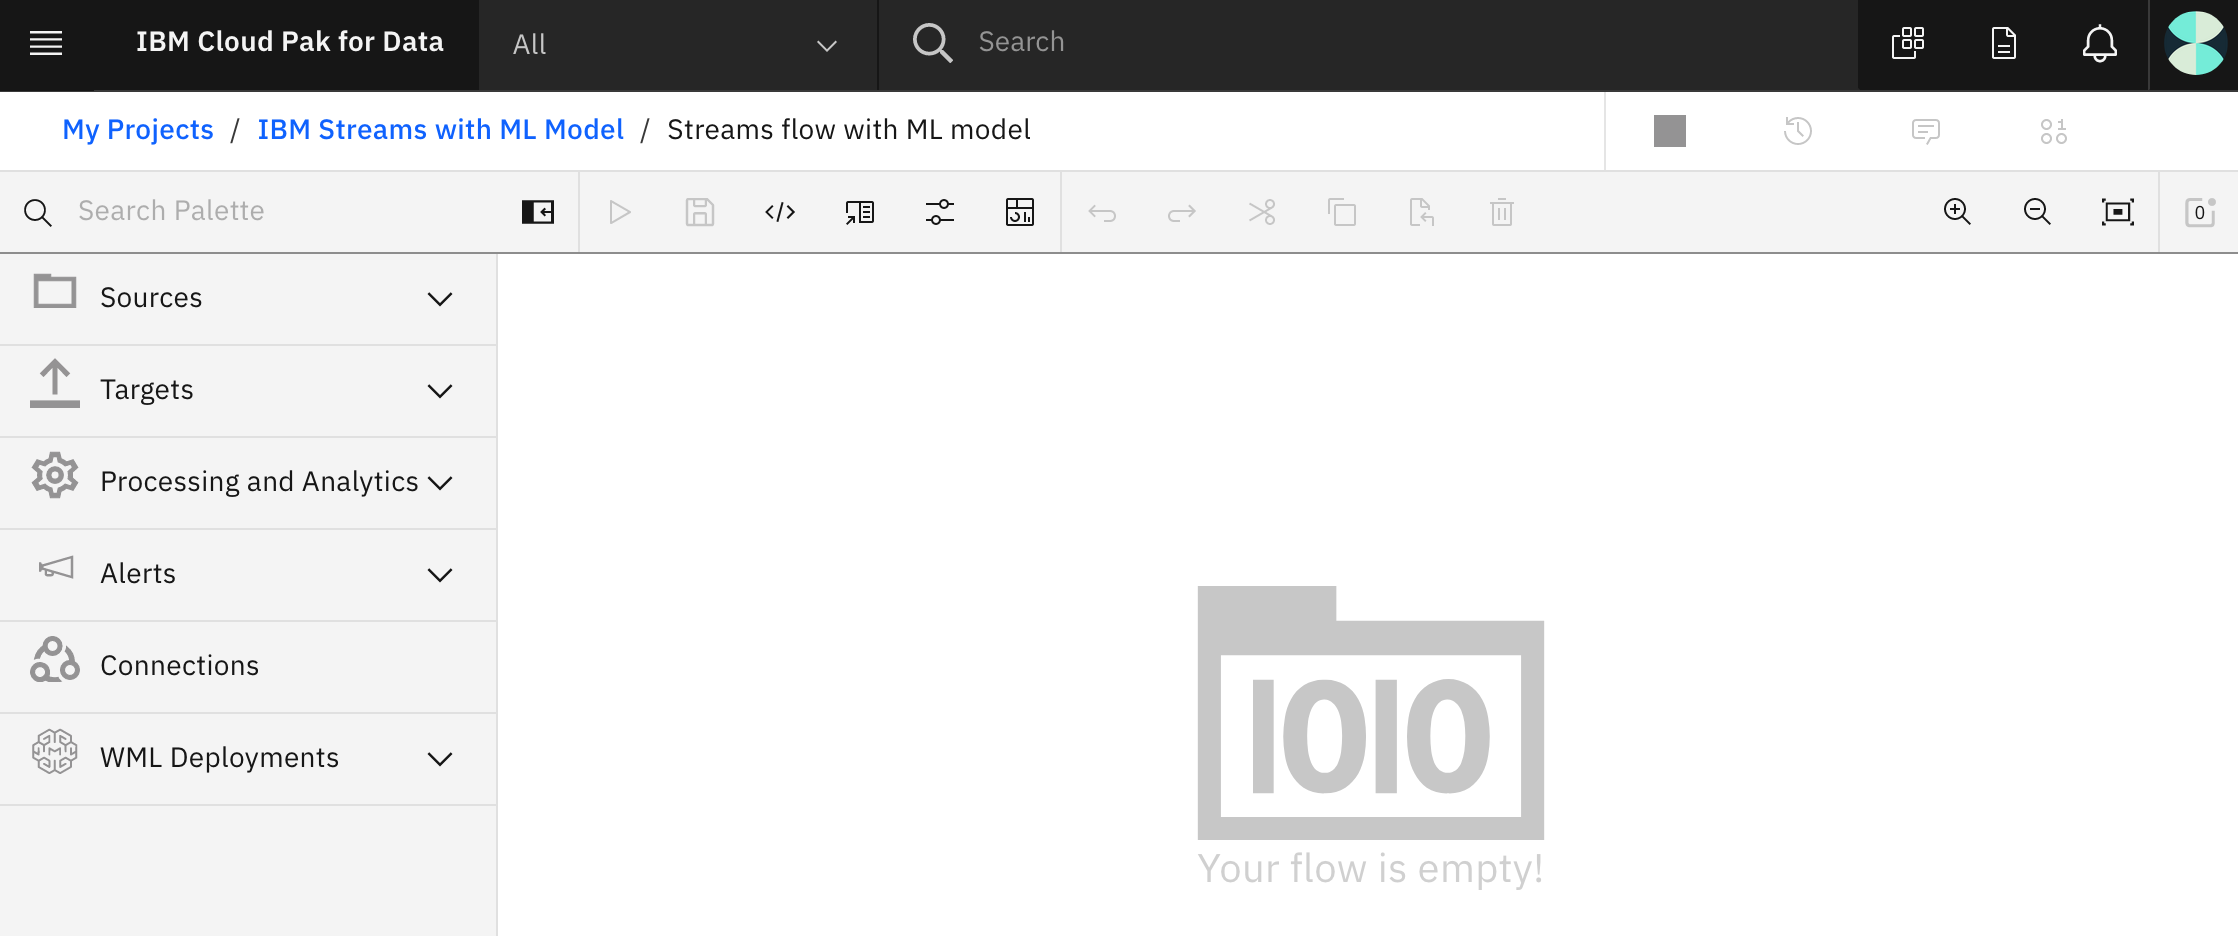 IBM Cloud Pak for Data
All
Search
My Projects / IBM Streams with ML Model / Streams flow with ML model
Search Palette
0
Sources
Targets
Processing and Analytics
Alerts
Connections
WML Deployments
1010
Your flow is empty!